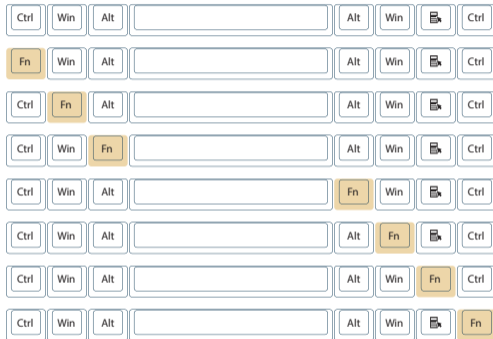 Ctrl Win Alt Alt Win Ctrl
Fn Win Alt Alt Win Ctrl
Ctrl Fn Alt Alt Win Ctrl
Ctrl Win Fn Alt Win Ctrl
Ctrl Win Alt Fn Win Ctrl
Ctrl Win Alt Alt Fn Ctrl
Ctrl Win Alt Alt Win Fn Ctrl
Ctrl Win Alt Alt Win Fn